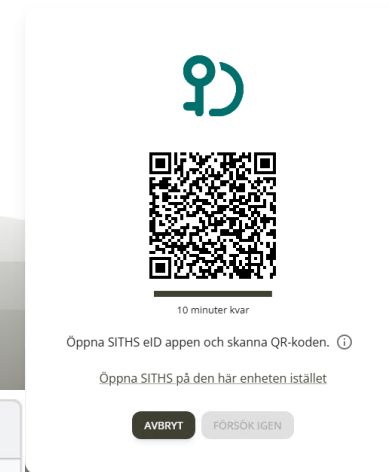 10 minuter kvar
Öppna SITHS eID appen och skanna QR-koden.
Öppna SITHS på den här enheten istället
AVBRYT
FÖRSÖK IGEN